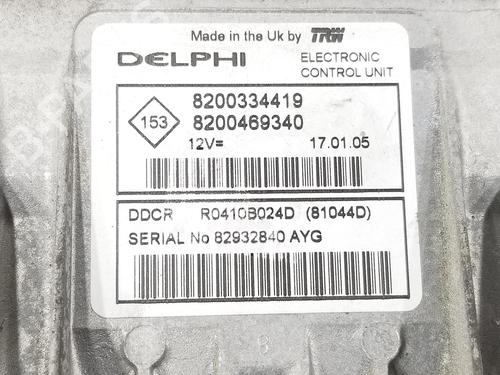 Made in the Uk by TRW
DELPHI
ELECTRONIC
CONTROL UNIT
153
8200334419
8200469340
12V=
17.01.05
DDCR R0410B024D (81044D)
SERIAL No 82932840 AYG